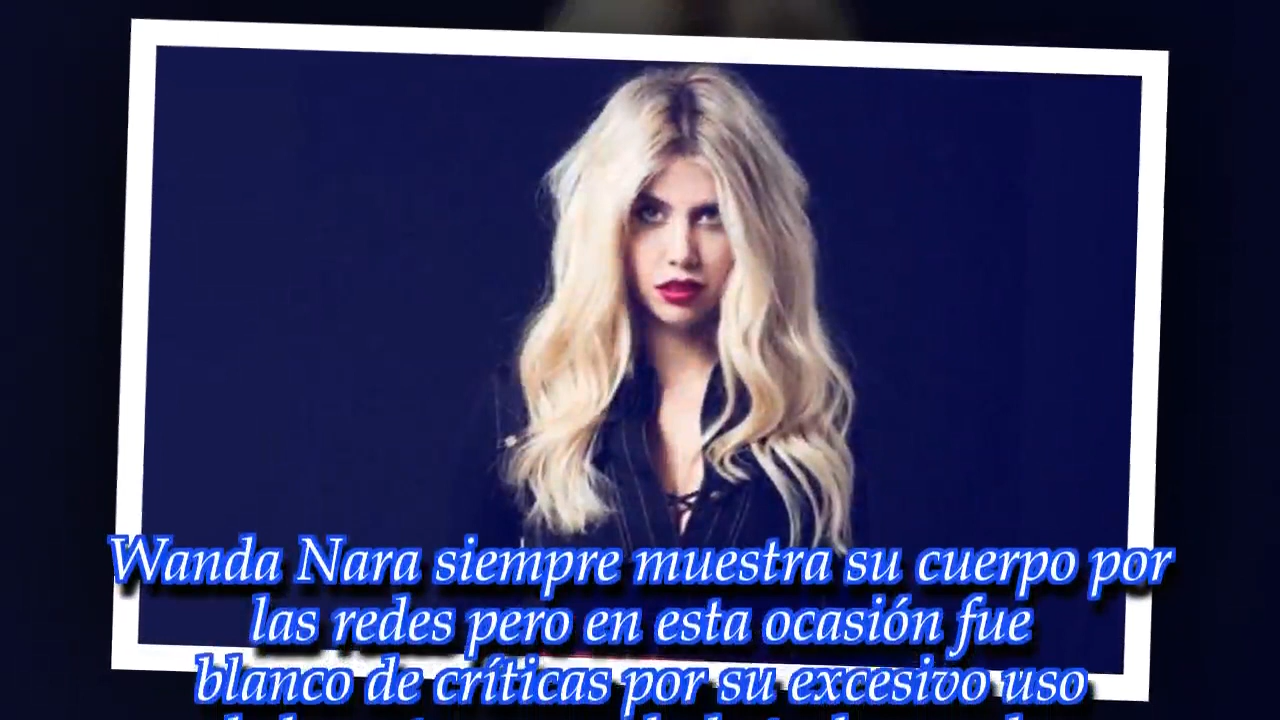 Wanda Nara siempre muestra su cuerpo por
las redes pero en esta ocasión fue
blanco de críticas por su excesivo uso